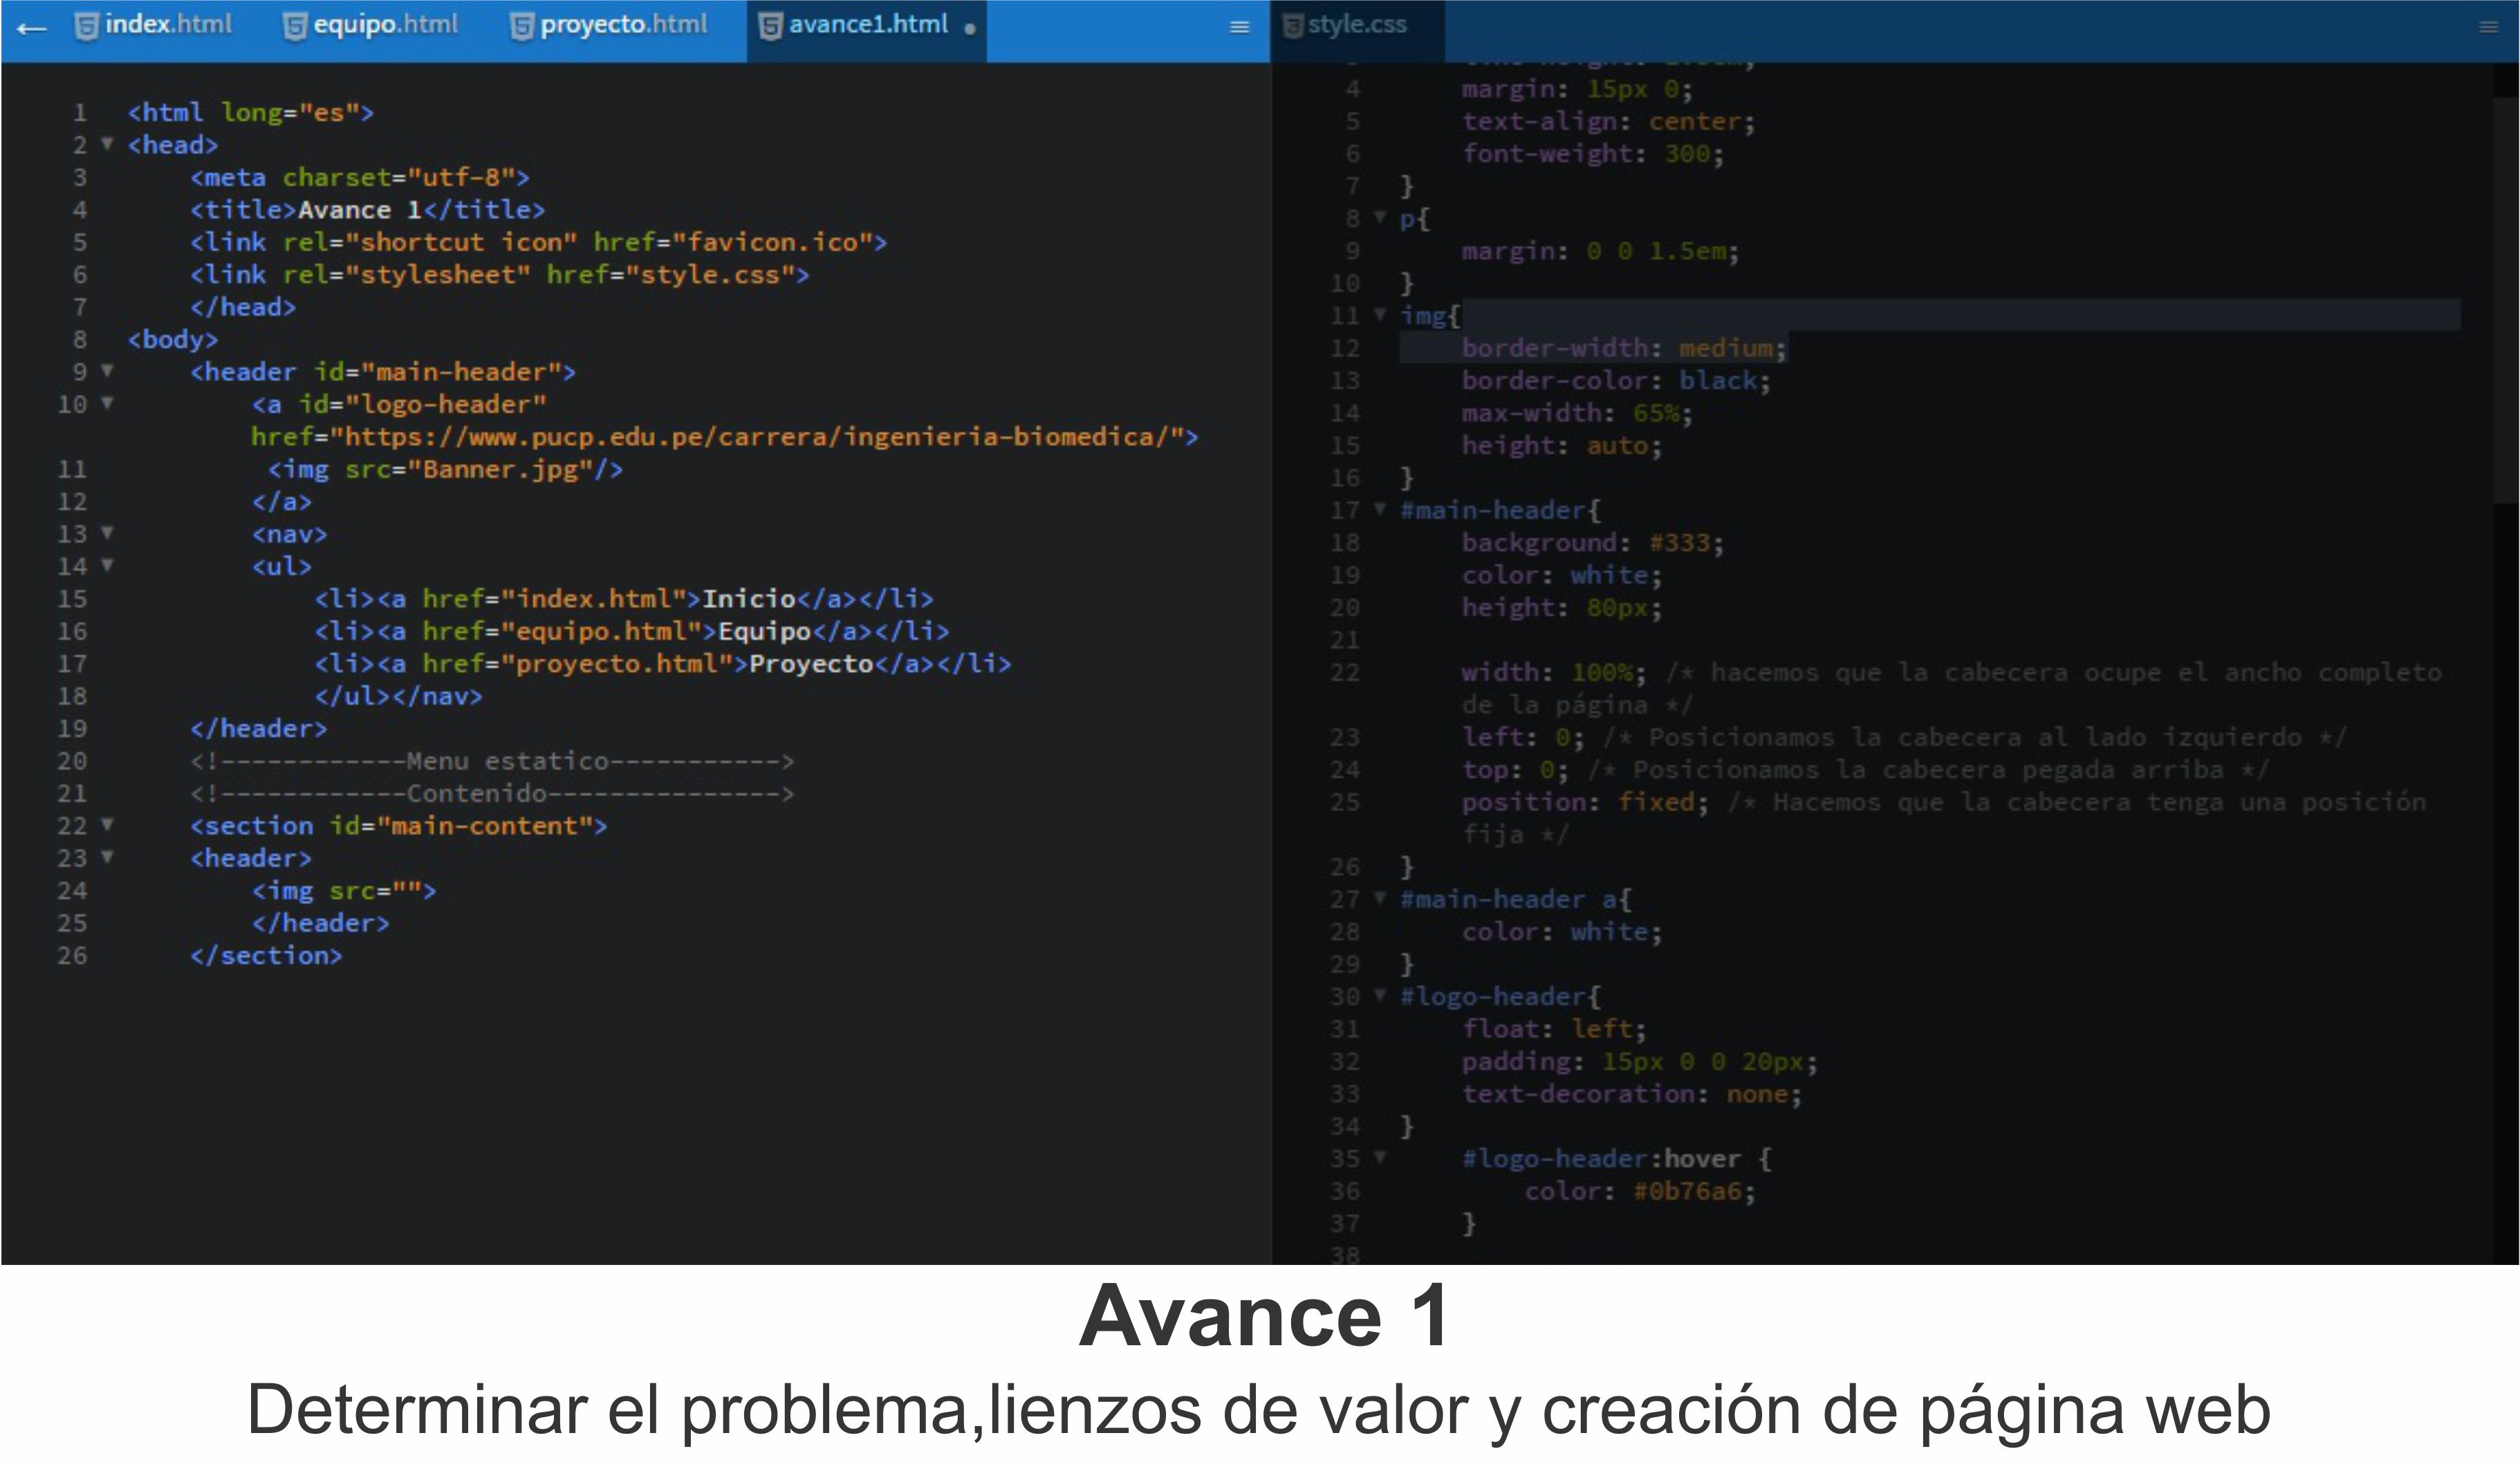 index.html equipo.html proyecto.html avance1.html
1 <html long="es">
2 <head>
3 <meta charset="utf-8">
4 <title>Avance 1</title>
5 <link rel="shortcut icon" href="favicon.ico">
6 <link rel="stylesheet" href="style.css">
7 </head>
8 <body>
9 <header id="main-header">
10 <a id="logo-header"
href="https://www.pucp.edu.pe/carrera/ingenieria-biomedica/">
11 <img src="Banner.jpg"/>
12 </a>
13 <nav>
14 <ul>
15 <li><a href="index.html">Inicio</a></li>
16 <li><a href="equipo.html">Equipo</a></li>
17 <li><a href="proyecto.html">Proyecto</a></li>
18 </ul></nav>
19 </header>
20 <!------------Menu estatico----------->
21 <!------------Contenido--------------->
22 <section id="main-content">
23 <header>
24 <img src="">
25 </header>
26 </section>
style.css
4 margin: 15px 0;
5 text-align: center;
6 font-weight: 300;
7 }
8 p{
9 margin: 0 0 1.5em;
10 }
11 img{
12 border-width: medium;
13 border-color: black;
14 max-width: 65%;
15 height: auto;
16 }
17 #main-header{
18 background: #333;
19 color: white;
20 height: 80px;
21
22 width: 100%; /* hacemos que la cabecera ocupe el ancho completo
de la página */
23 left: 0; /* Posicionamos la cabecera al lado izquierdo */
24 top: 0; /* Posicionamos la cabecera pegada arriba */
25 position: fixed; /* Hacemos que la cabecera tenga una posición
fija */
26 }
27 #main-header a{
28 color: white;
29 }
30 #logo-header{
31 float: left;
32 padding: 15px 0 0 20px;
33 text-decoration: none;
34 }
35 #logo-header:hover {
36 color: #0b76a6;
37 }
38
Avance 1
Determinar el problema,lienzos de valor y creación de página web